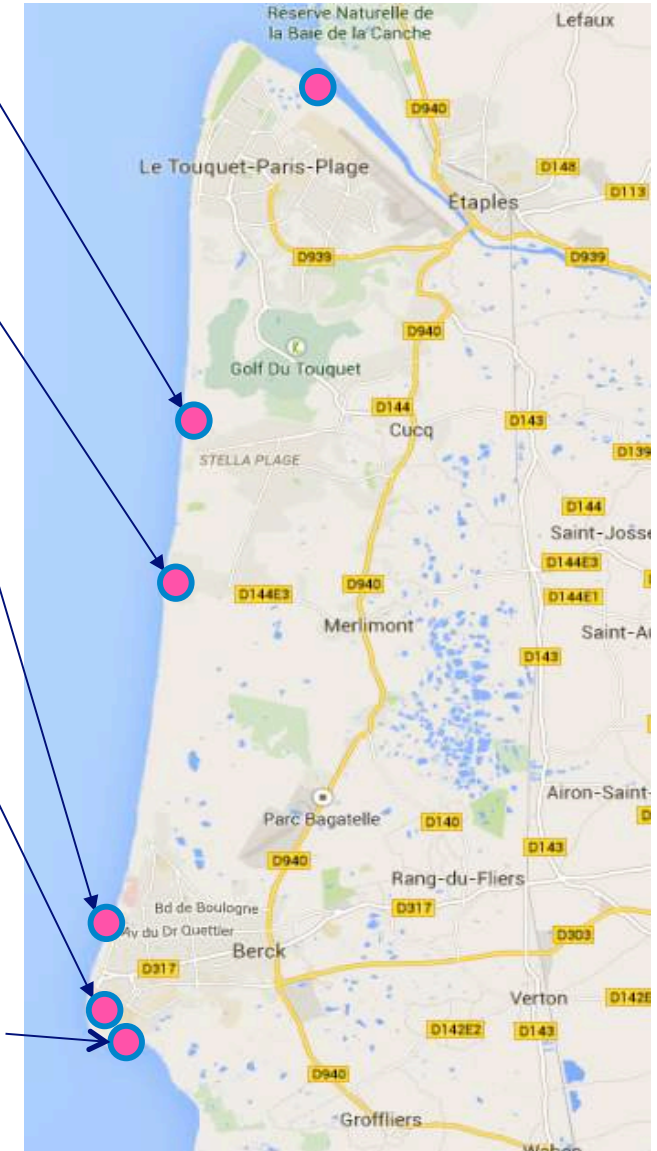 Réserve Naturelle de
la Baie de la Canche
Lefaux
D940
Le Touquet-Paris-Plage
D148
D113
Étaples
D939
D939
D940
Golf Du Touquet
D144
Cucq
D143
D139
STELLA PLAGE
D144
Saint-Josse
D144E3
D144E3
D940
D144E1
Merlimont
Saint-Au
D143
Airon-Saint-
Parc Bagatelle
D140
D
D143
D940
Rang-du-Fliers
Bd de Boulogne
D317
Av du Dr Quettier
D303
Berck
D317
Verton
D142E
D142E2
D143
D940
Groffliers